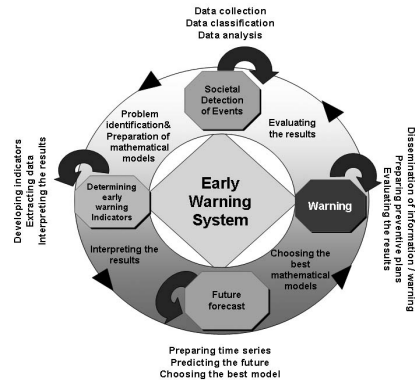 Data collection
Data classification
Data analysis
Societal
Detection
of Events
Problem
identification&
Preparation of
mathematical
models
Evaluating
the results
Developing indicators
Extracting data
Interpreting the results
Determining
early
warning
Indicators
Early
Warning
System
Warning
Dissemination of information / warning
Preparing preventive plans
Evaluating the results
Interpreting the
results
Choosing the
best
mathematical
models
Future
forecast
Preparing time series
Predicting the future
Choosing the best model